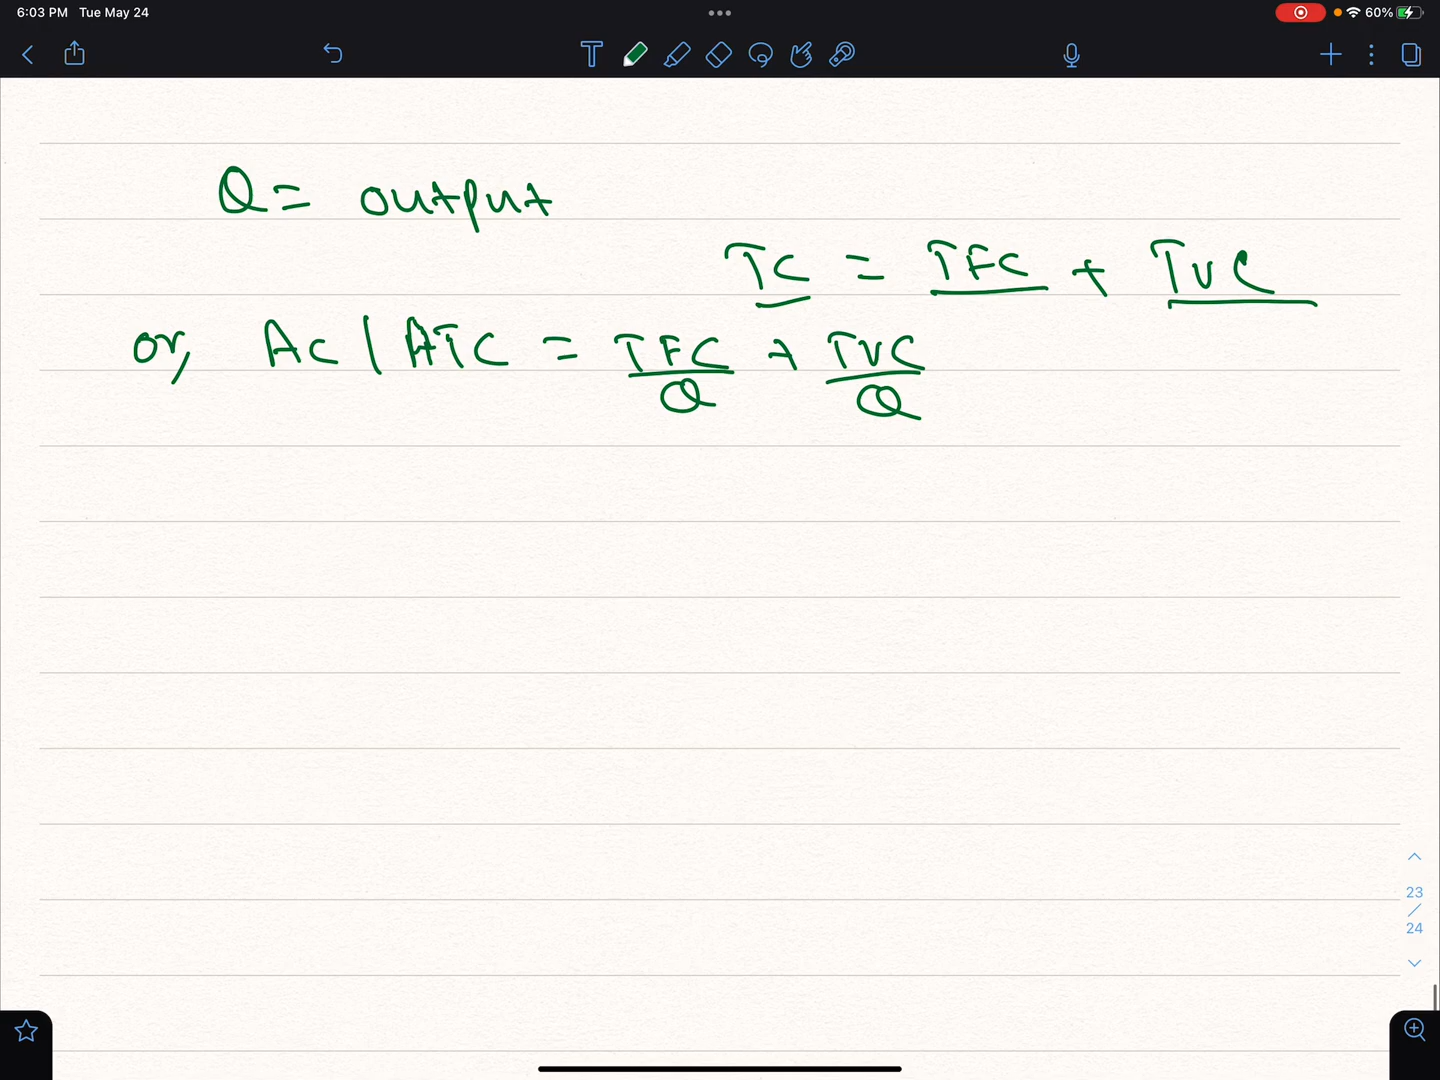 6:03 PM Tue May 24
60%
T
Q = output
TC = TFC + TVC
or, AC | ATC = TFC/Q + TVC/Q
23
/
24